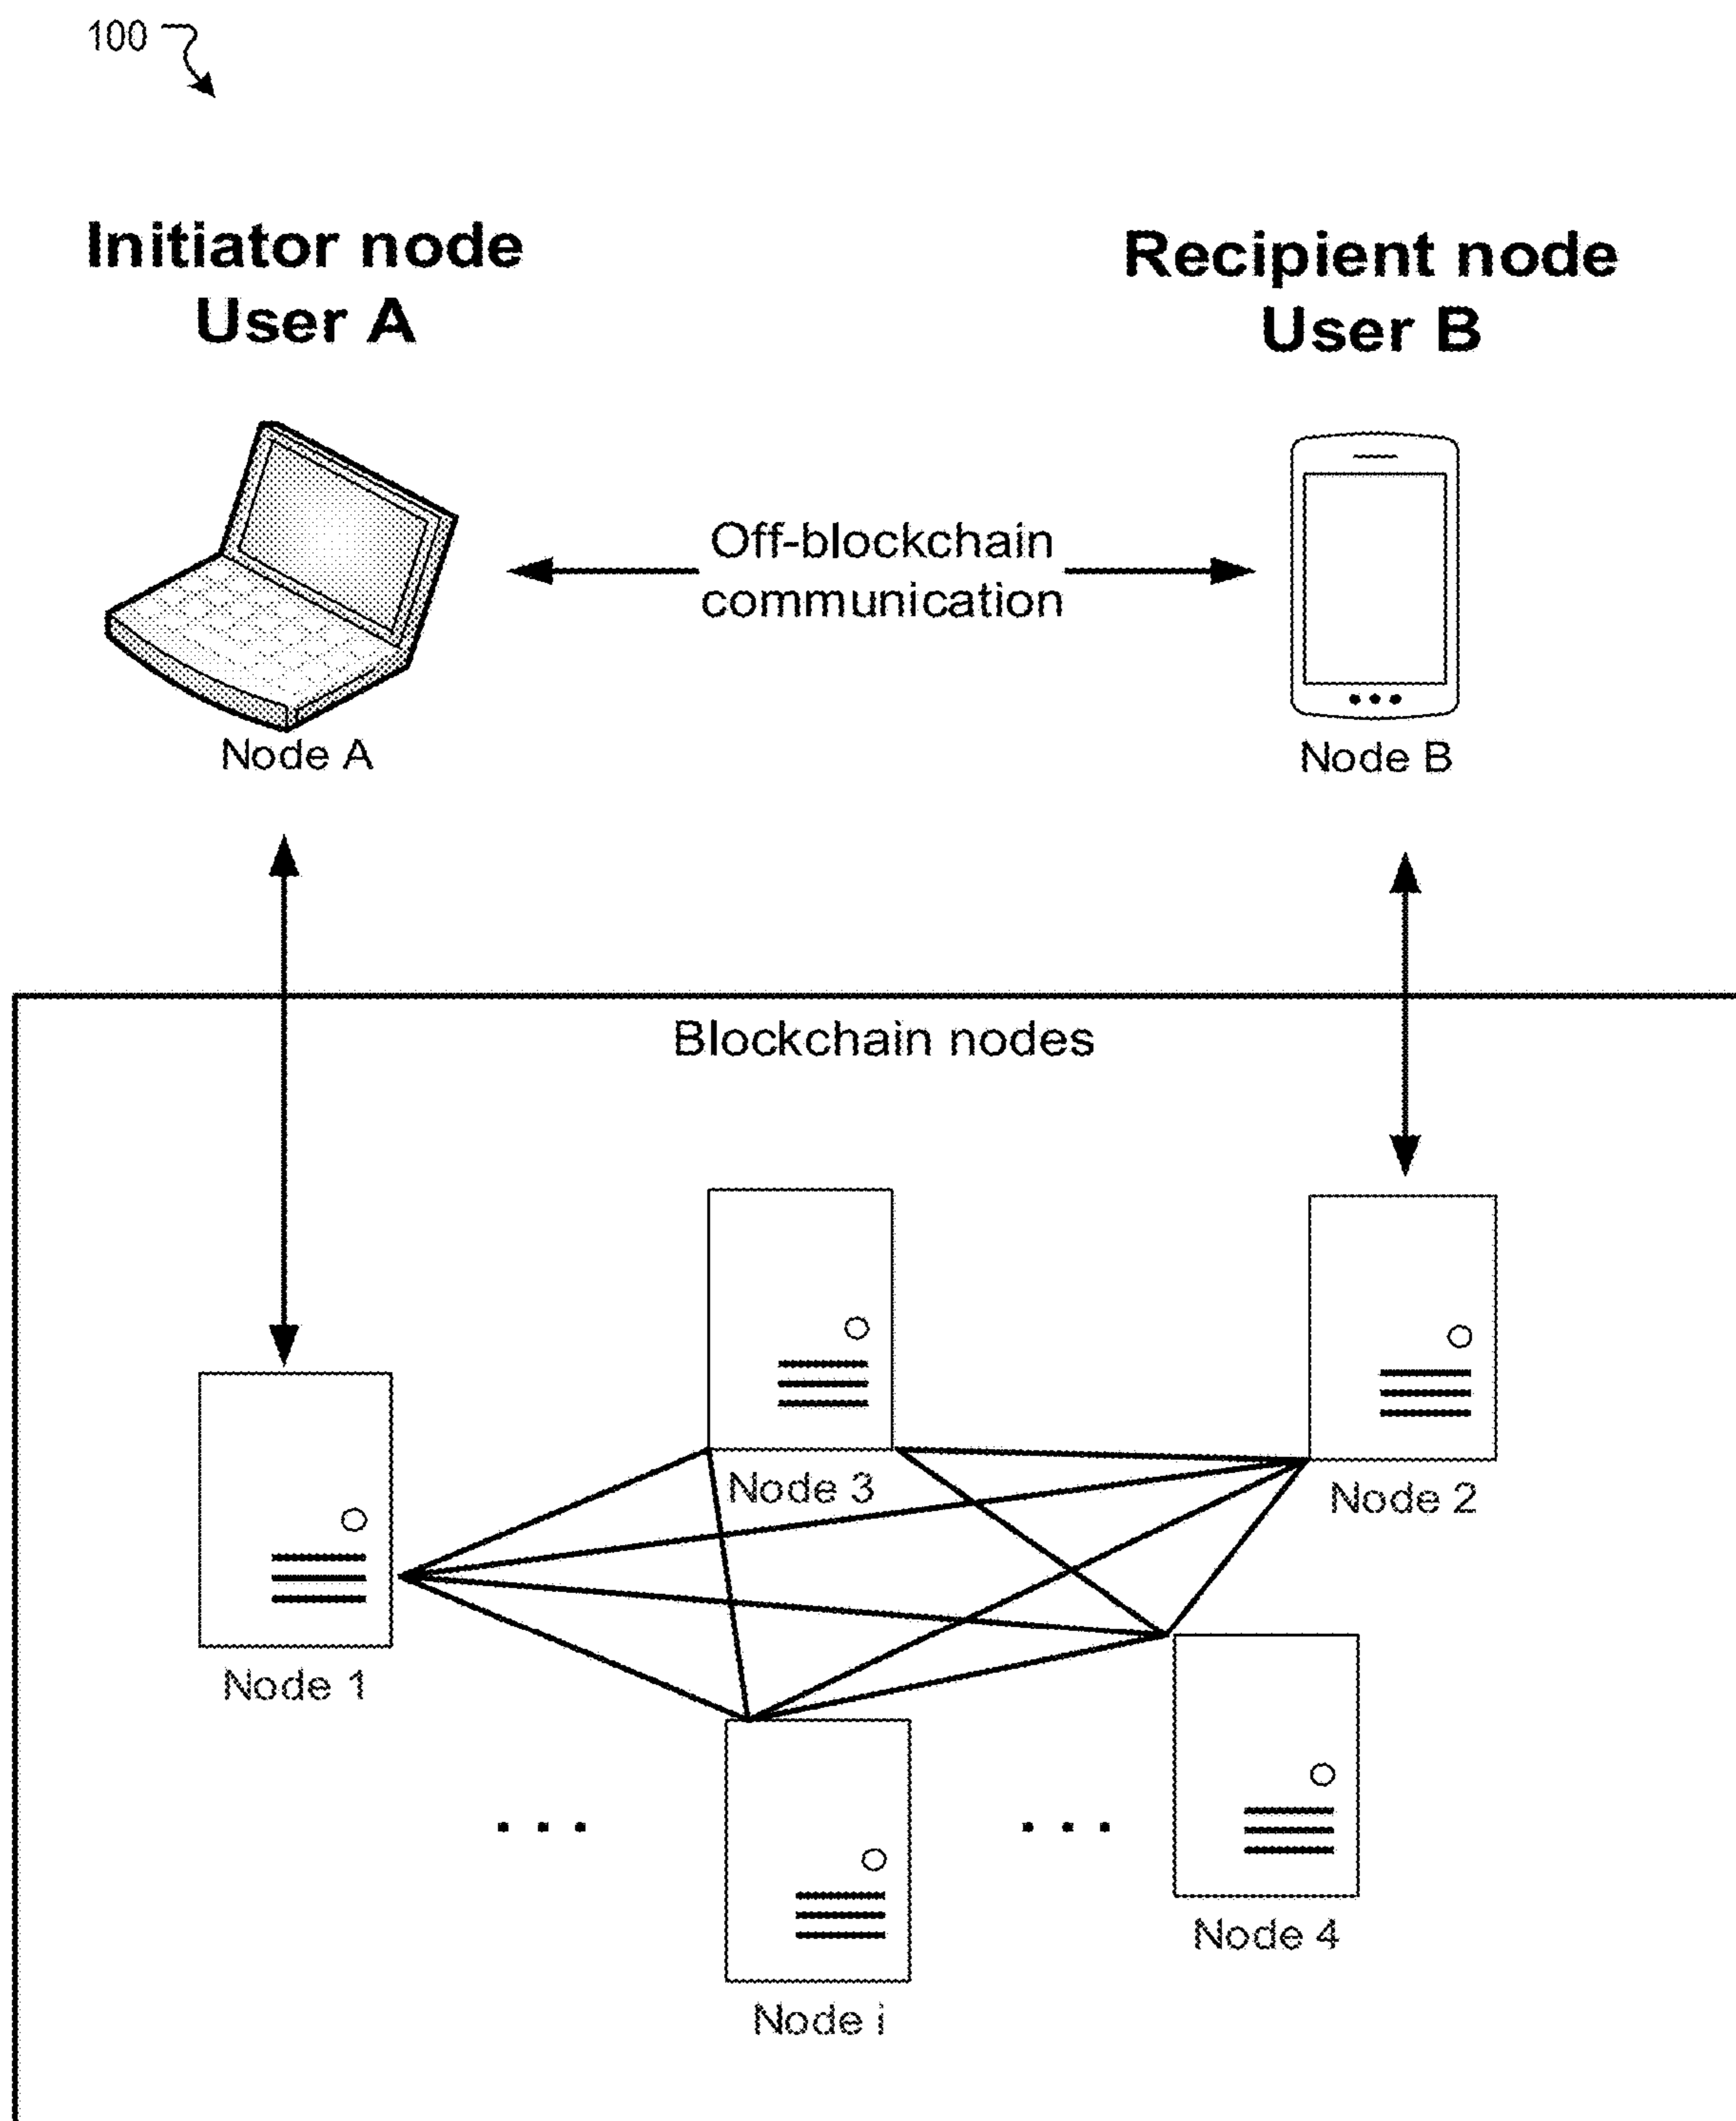 100
Initiator node
User A
Recipient node
User B
Off-blockchain
communication
Node A
Node B
Blockchain nodes
Node 3
Node 2
Node 1
Node 4
Node i